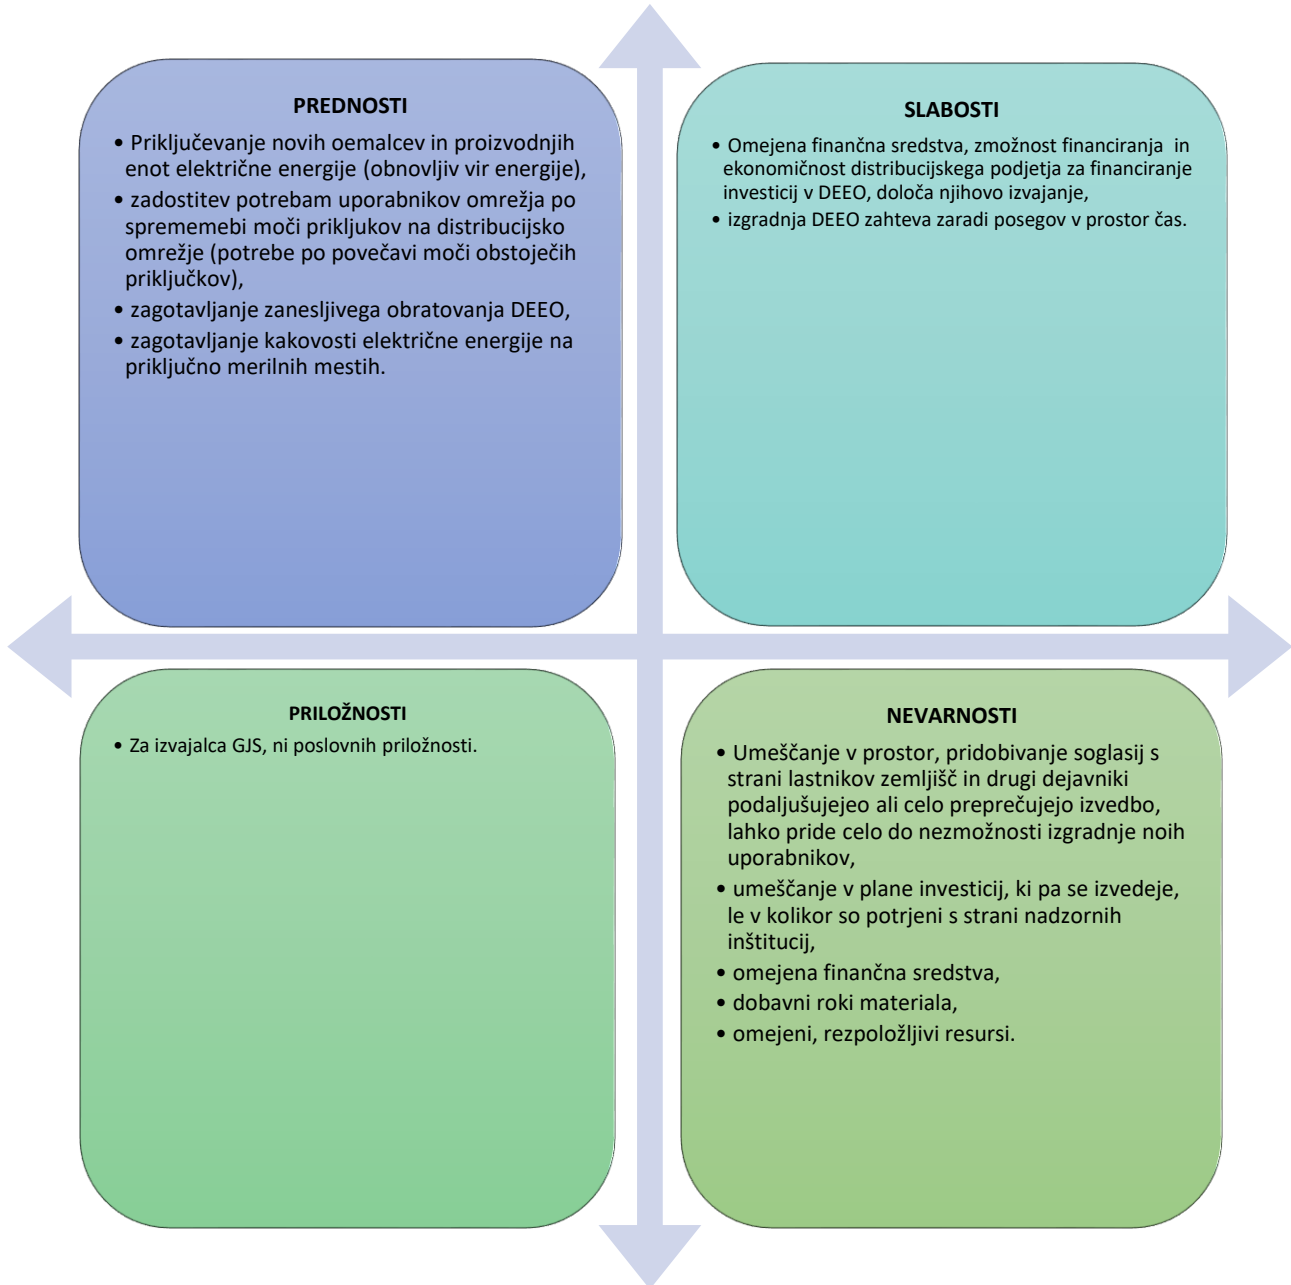 PREDNOSTI
• Priključevanje novih oemalcev in proizvodnjih
enot električne energije (obnovljiv vir energije),
• zadostitev potrebam uporabnikov omrežja po
sprememebi moči prikljukov na distribucijsko
omrežje (potrebe po povečavi moči obstoječih
priključkov),
• zagotavljanje zanesljivega obratovanja DEEO,
• zagotavljanje kakovosti električne energije na
priključno merilnih mestih.
SLABOSTI
• Omejena finančna sredstva, zmožnost financiranja in
ekonomičnost distribucijskega podjetja za financiranje
investicij v DEEO, določa njihovo izvajanje,
• izgradnja DEEO zahteva zaradi posegov v prostor čas.
PRILOŽNOSTI
• Za izvajalca GJS, ni poslovnih priložnosti.
NEVARNOSTI
• Umeščanje v prostor, pridobivanje soglasij s
strani lastnikov zemljišč in drugi dejavniki
podaljušujejeo ali celo preprečujejo izvedbo,
lahko pride celo do nezmožnosti izgradnje noih
uporabnikov,
• umeščanje v plane investicij, ki pa se izvedeje,
le v kolikor so potrjeni s strani nadzornih
inštitucij,
• omejena finančna sredstva,
• dobavni roki materiala,
• omejeni, rezpoložljivi resursi.